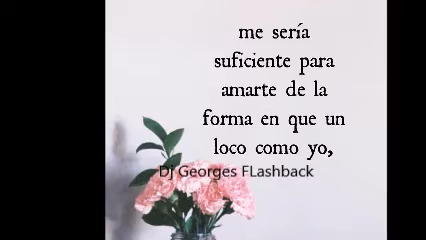 me sería
suficiente para
amarte de la
forma en que un
loco como yo,
Dj Georges FLashback